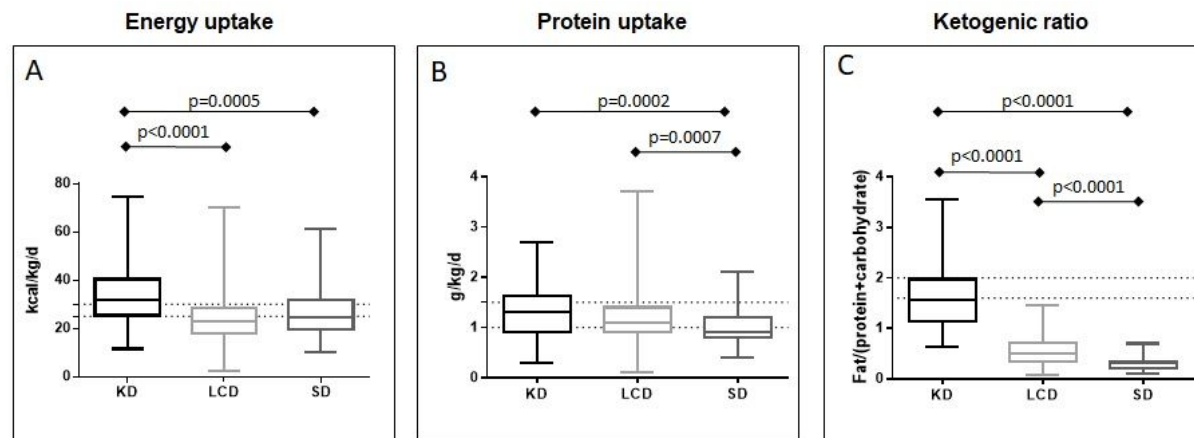 Energy uptake
A
p=0.0005
p<0.0001
80
60
40
20
0
kcal/kg/d
KD LCD SD
Protein uptake
B
p=0.0002
p=0.0007
4
3
2
1
0
g/kg/d
KD LCD SD
Ketogenic ratio
C
p<0.0001
p<0.0001
p<0.0001
4
3
2
1
0
Fat/(protein+carbohydrate)
KD LCD SD